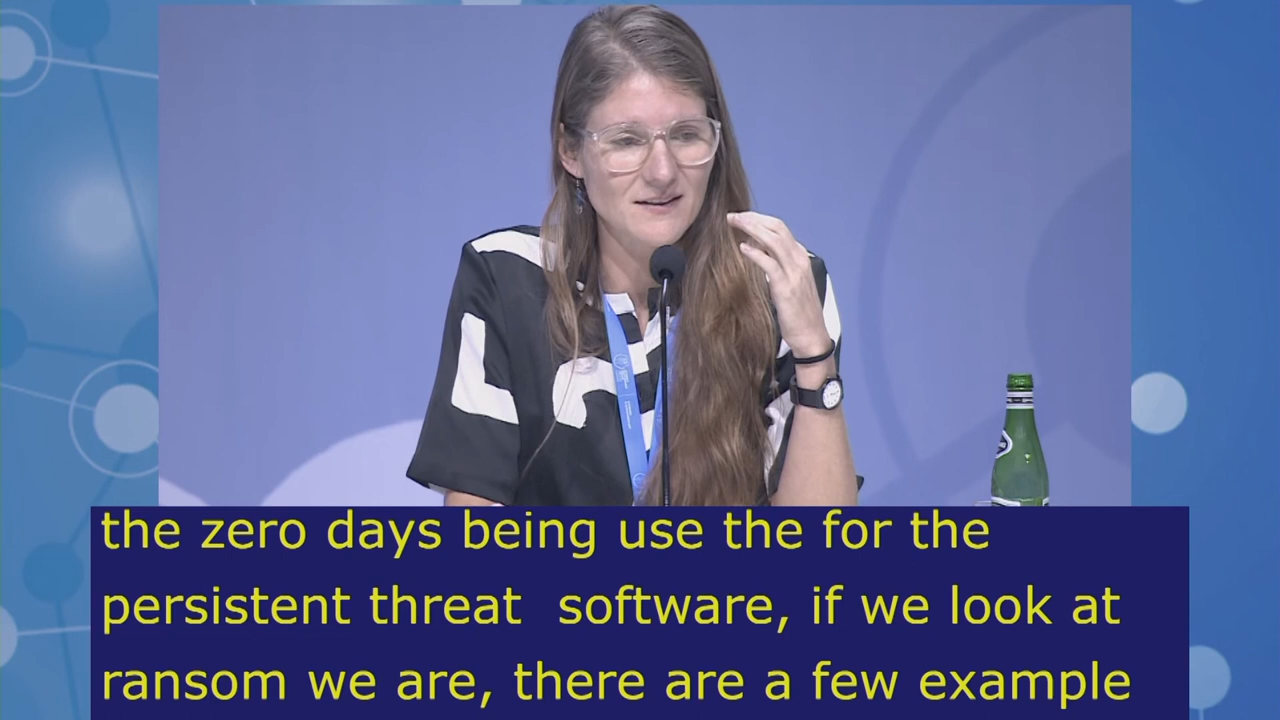 the zero days being use the for the
persistent threat  software, if we look at
ransom we are, there are a few example